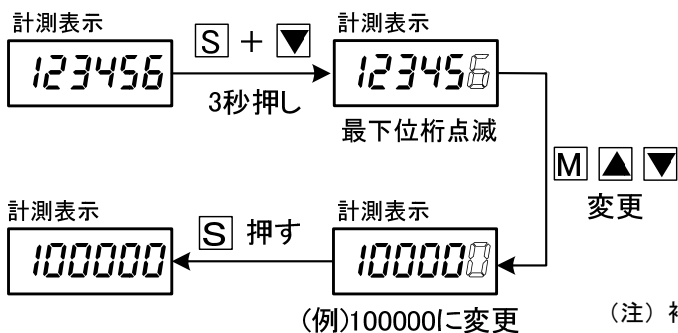 計測表示
123456
S + ▼
3秒押し
計測表示
123456
最下位桁点滅
M ▲ ▼
変更
計測表示
100000
S 押す
計測表示
100000
(例)100000に変更
(注)